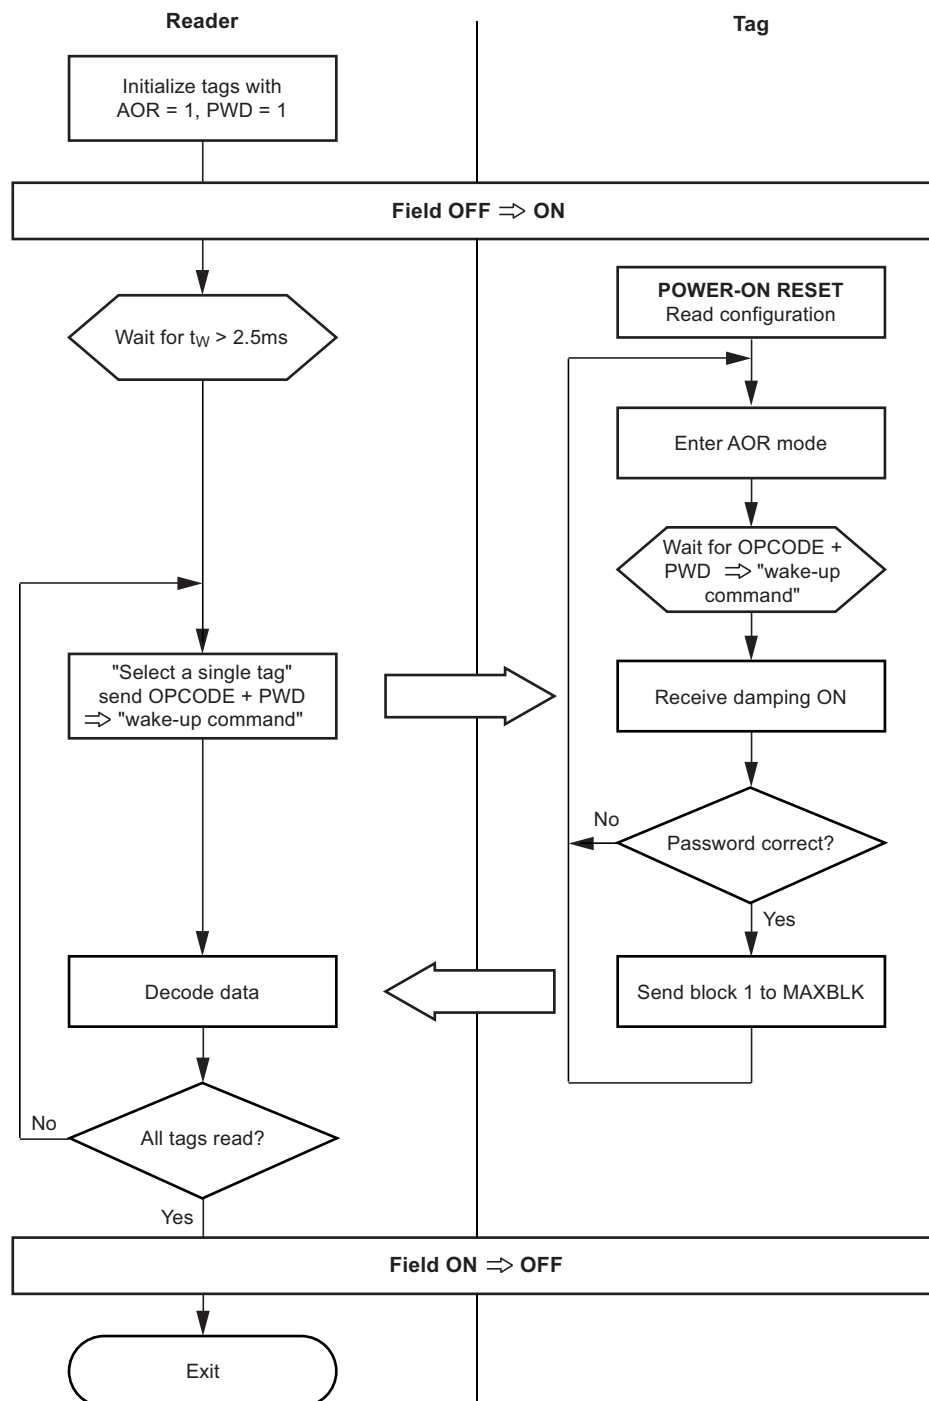 Reader
Tag
Initialize tags with
AOR = 1, PWD = 1
Field OFF ⇒ ON
POWER-ON RESET
Read configuration
Wait for tW > 2.5ms
Enter AOR mode
Wait for OPCODE +
PWD ⇒ "wake-up
command"
"Select a single tag"
send OPCODE + PWD
⇒ "wake-up command"
Receive damping ON
No
Password correct?
Yes
Decode data
Send block 1 to MAXBLK
No
All tags read?
Yes
Field ON ⇒ OFF
Exit